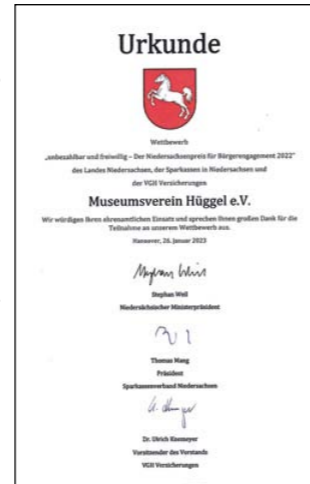 Urkunde
Wettbewerb
„unbezahlbar und freiwillig – Der Niedersachsenpreis für Bürgerengagement 2022“
des Landes Niedersachsen, der Sparkassen in Niedersachsen und
der VGH Versicherungen
Museumsverein Hüggel e.V.
Wir würdigen Ihren ehrenamtlichen Einsatz und sprechen Ihnen großen Dank für die
Teilnahme an unserem Wettbewerb aus.
Hannover, 26. Januar 2023
Stephan Weil
Niedersächsischer Ministerpräsident
Thomas Mang
Präsident
Sparkassenverband Niedersachsen
Dr. Ulrich Knemeyer
Vorsitzender des Vorstands
VGH Versicherungen